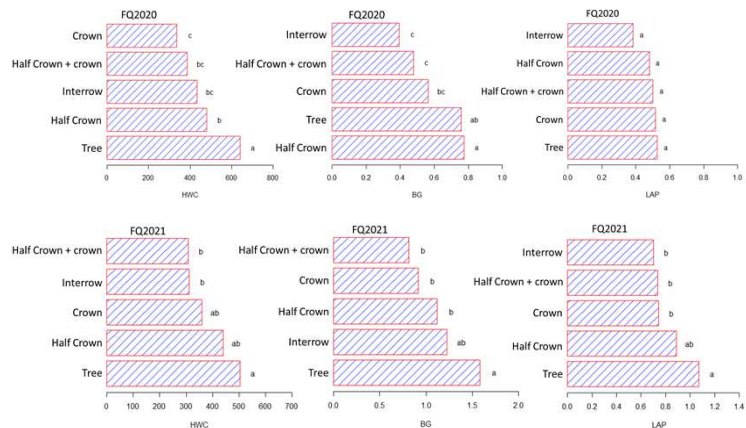 FQ2020
Crown
c
Half Crown + crown
bc
Interrow
bc
Half Crown
b
Tree
a
0
200
400
600
800
HWC
FQ2020
Interrow
c
Half Crown + crown
c
Crown
bc
Tree
ab
Half Crown
a
0.0
0.2
0.4
0.6
0.8
1.0
BG
FQ2020
Interrow
a
Half Crown
a
Half Crown + crown
a
Crown
a
Tree
a
0.0
0.2
0.4
0.6
0.8
1.0
LAP
FQ2021
Half Crown + crown
b
Interrow
b
Crown
ab
Half Crown
ab
Tree
a
0
100
200
300
400
500
600
700
HWC
FQ2021
Half Crown + crown
b
Crown
b
Half Crown
b
Interrow
ab
Tree
a
0.0
0.5
1.0
1.5
2.0
BG
FQ2021
Interrow
b
Half Crown + crown
b
Crown
b
Half Crown
ab
Tree
a
0.0
0.2
0.4
0.6
0.8
1.0
1.2
1.4
LAP